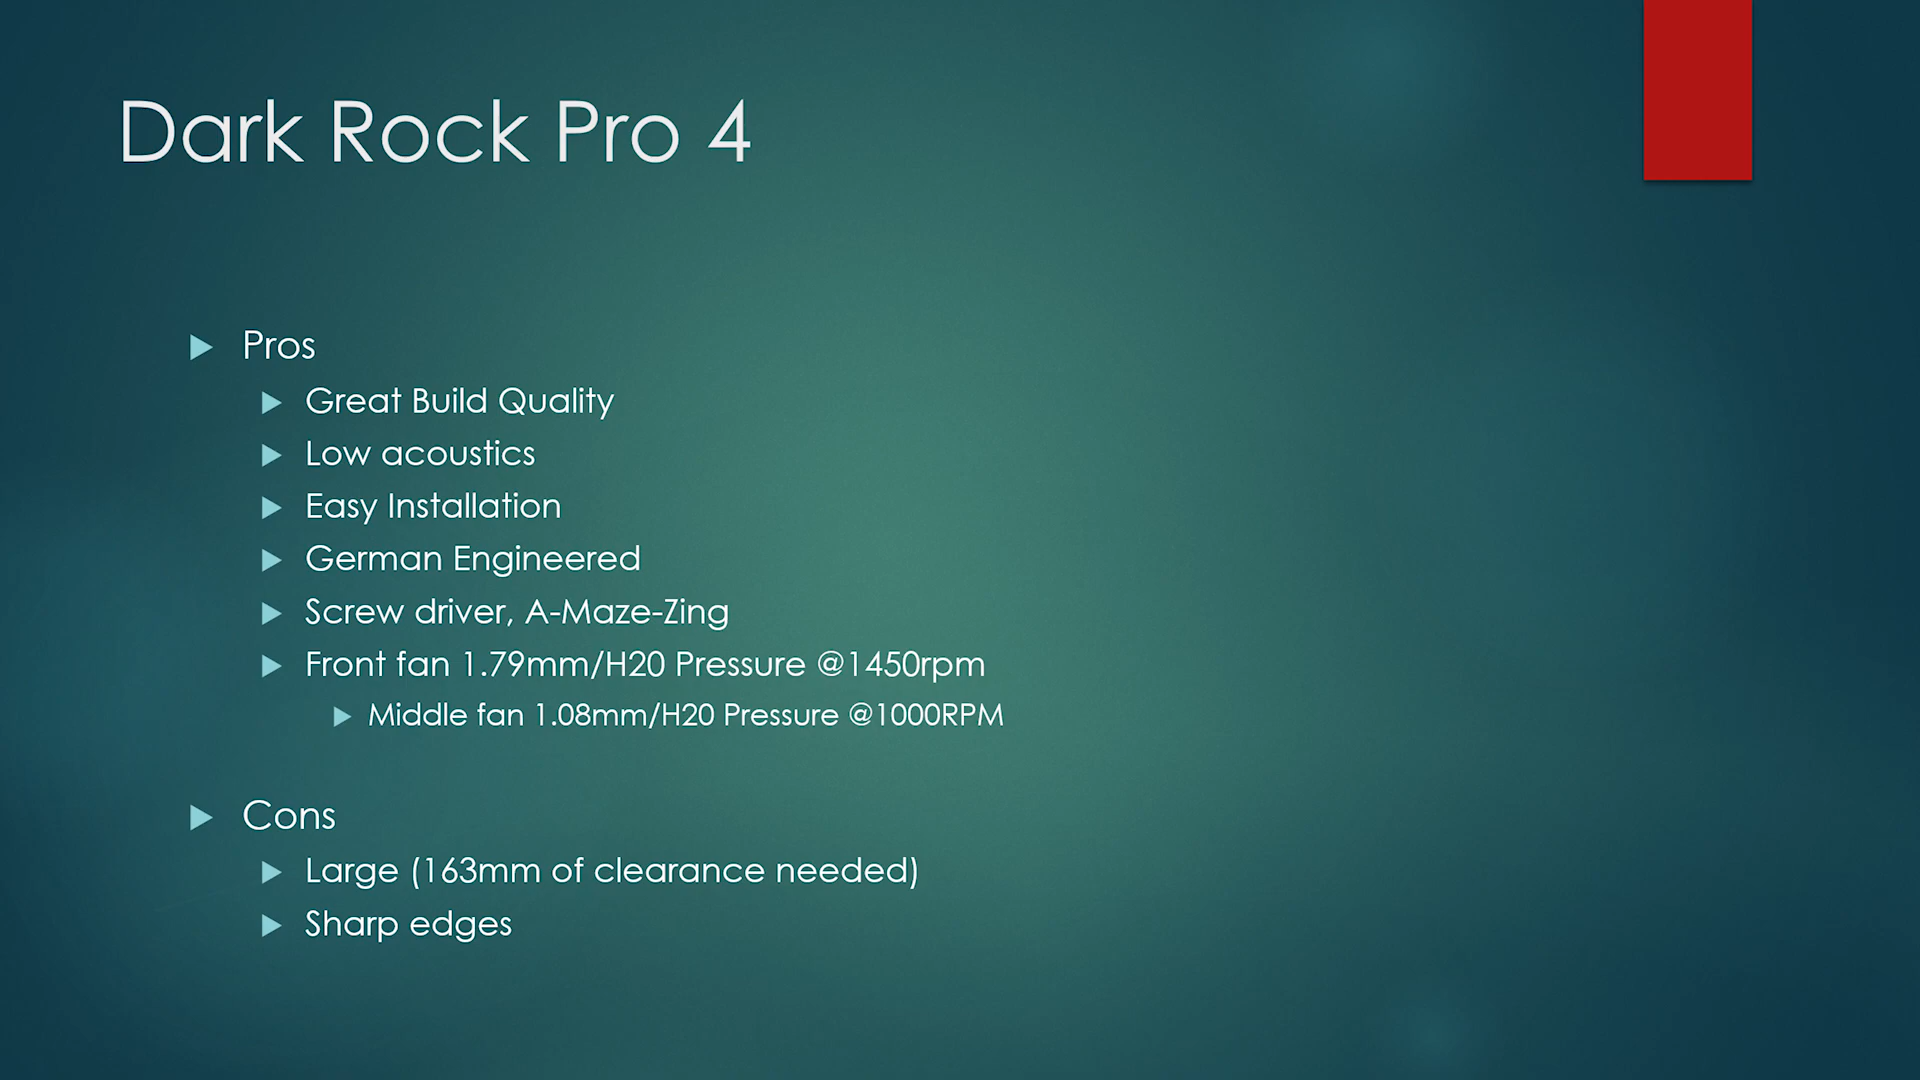 Dark Rock Pro 4
Pros
Great Build Quality
Low acoustics
Easy Installation
German Engineered
Screw driver, A-Maze-Zing
Front fan 1.79mm/H20 Pressure @1450rpm
Middle fan 1.08mm/H20 Pressure @1000RPM
Cons
Large (163mm of clearance needed)
Sharp edges